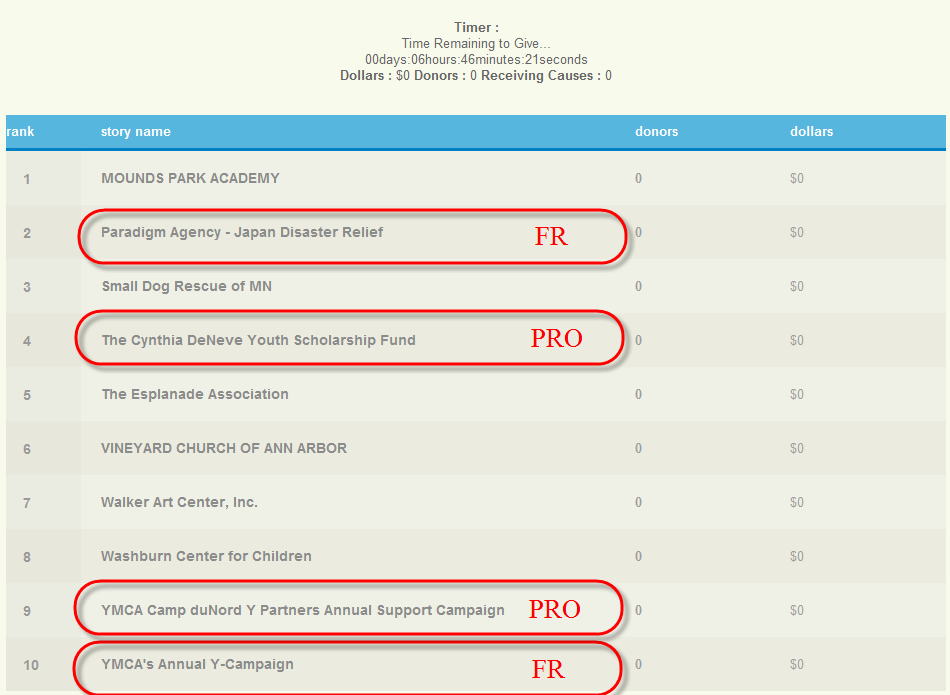 Timer :
Time Remaining to Give...
00days:06hours:46minutes:21seconds
Dollars : $0 Donors : 0 Receiving Causes : 0
rank story name donors dollars
1 MOUNDS PARK ACADEMY 0 $0
2 Paradigm Agency - Japan Disaster Relief FR 0 $0
3 Small Dog Rescue of MN 0 $0
4 The Cynthia DeNeve Youth Scholarship Fund PRO 0 $0
5 The Esplanade Association 0 $0
6 VINEYARD CHURCH OF ANN ARBOR 0 $0
7 Walker Art Center, Inc. 0 $0
8 Washburn Center for Children 0 $0
9 YMCA Camp duNord Y Partners Annual Support Campaign PRO 0 $0
10 YMCA's Annual Y-Campaign FR 0 $0